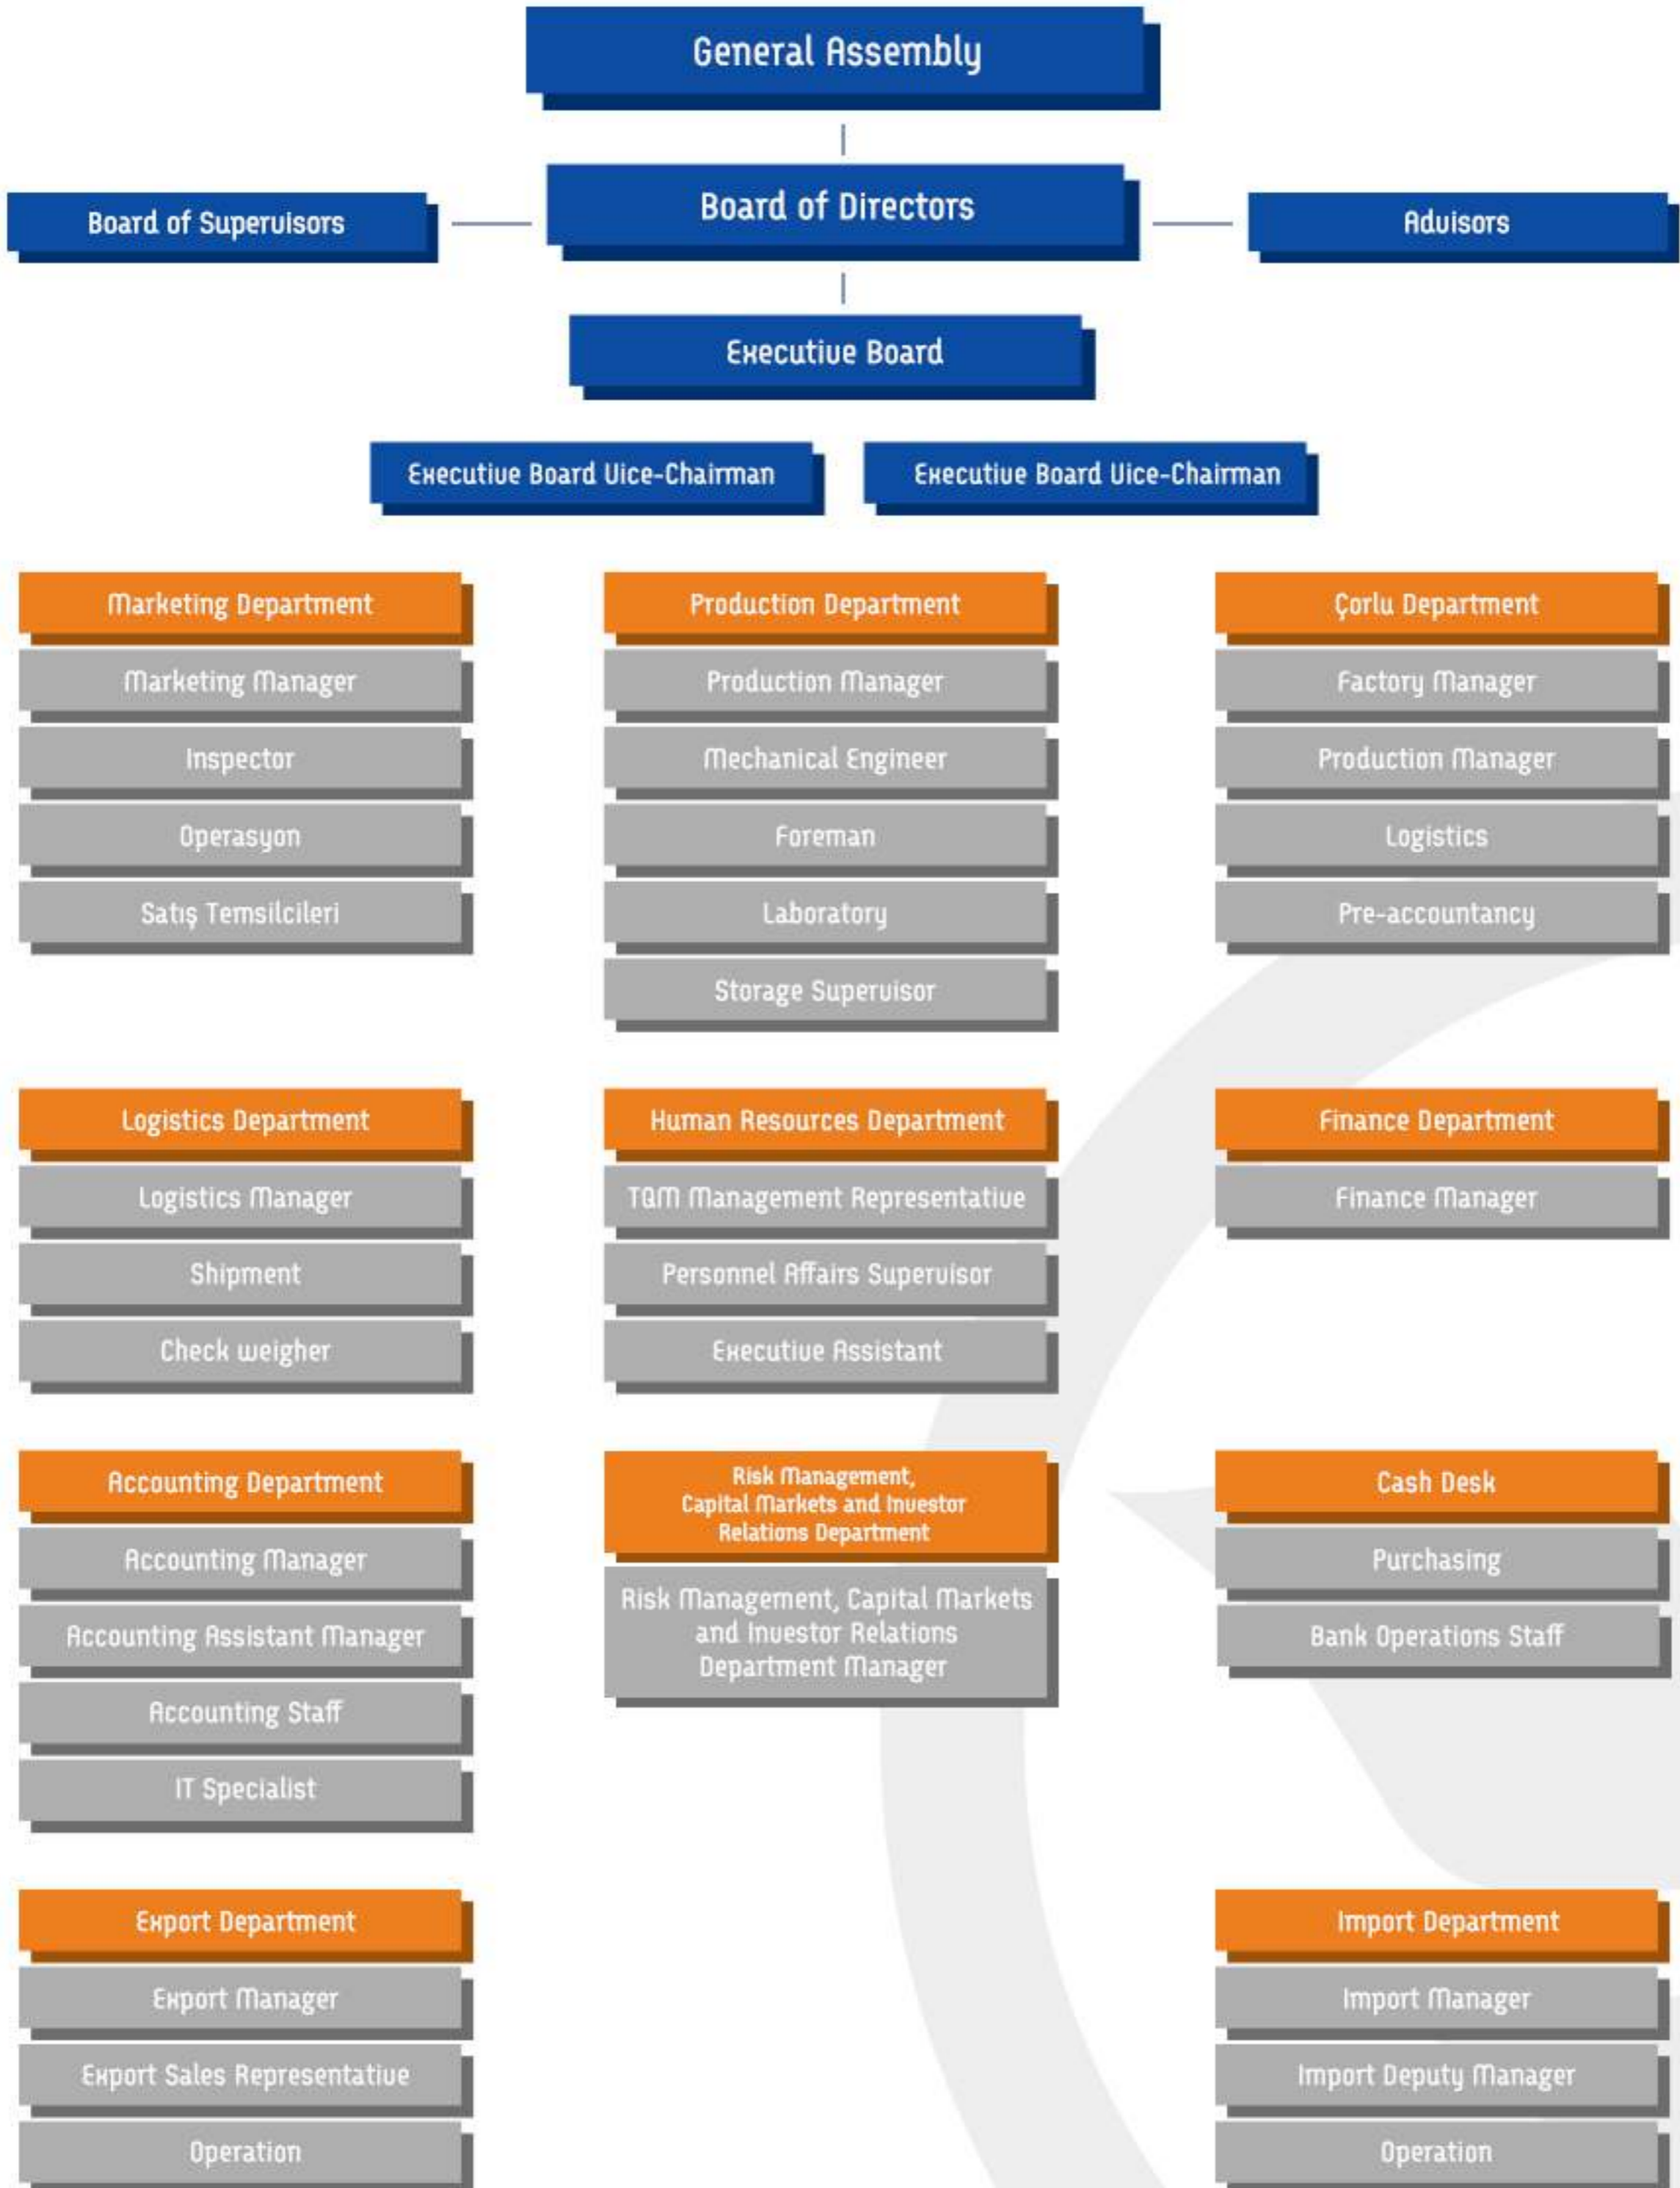 General Assembly
Board of Supervisors
Board of Directors
Advisors
Executive Board
Executive Board Vice-Chairman
Executive Board Vice-Chairman
Marketing Department
Marketing Manager
Inspector
Operasyon
Satış Temsilcileri
Production Department
Production Manager
Mechanical Engineer
Foreman
Laboratory
Storage Supervisor
Çorlu Department
Factory Manager
Production Manager
Logistics
Pre-accountancy
Logistics Department
Logistics Manager
Shipment
Check weigher
Human Resources Department
TQM Management Representative
Personnel Affairs Supervisor
Executive Assistant
Finance Department
Finance Manager
Accounting Department
Accounting Manager
Accounting Assistant Manager
Accounting Staff
IT Specialist
Risk Management,
Capital Markets and Investor
Relations Department
Risk Management, Capital Markets
and Investor Relations
Department Manager
Cash Desk
Purchasing
Bank Operations Staff
Export Department
Export Manager
Export Sales Representative
Operation
Import Department
Import Manager
Import Deputy Manager
Operation